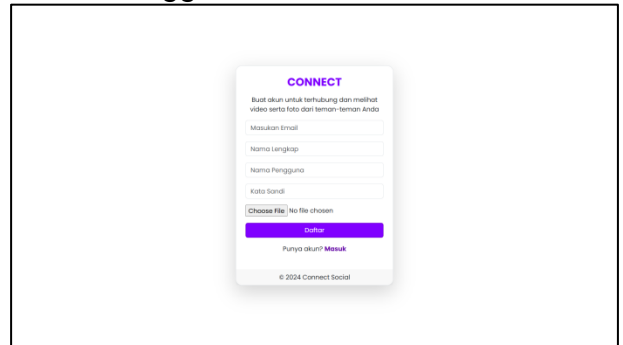 CONNECT
Buat akun untuk terhubung dan melihat
video serta foto dari teman-teman Anda
Masukan Email
Nama Lengkap
Nama Pengguna
Kata Sandi
Choose File No file chosen
Daftar
Punya akun? Masuk
© 2024 Connect Social